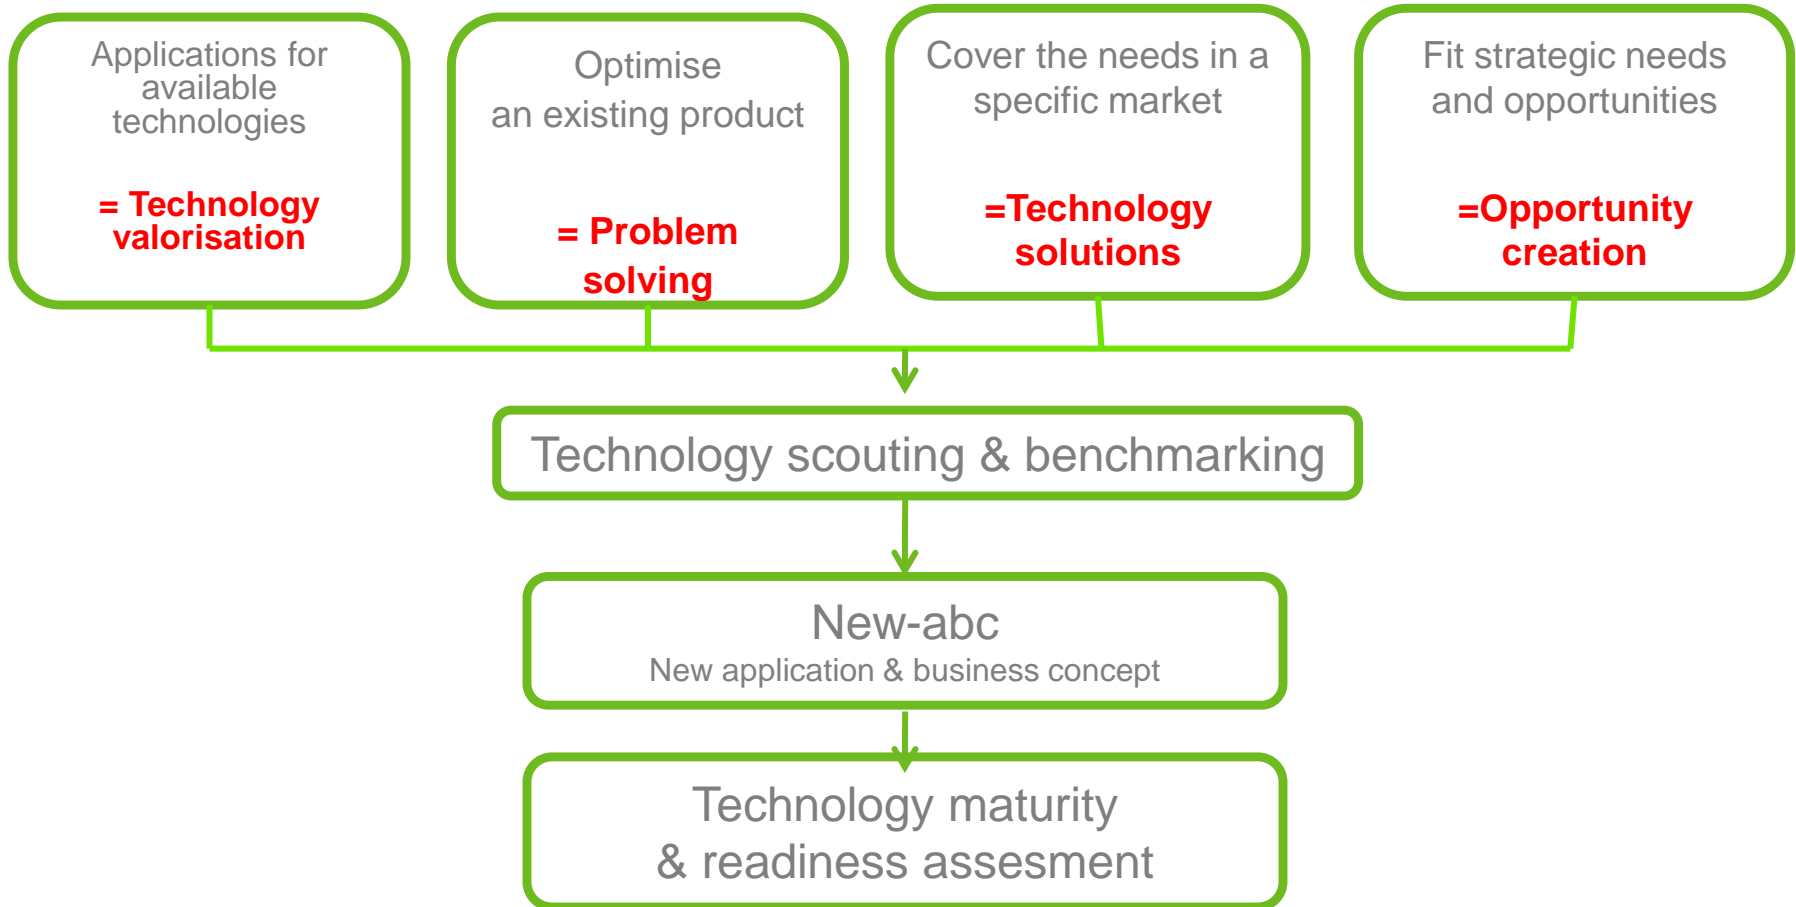 Applications for
available
technologies
= Technology
valorisation
Optimise
an existing product
= Problem
solving
Cover the needs in a
specific market
=Technology
solutions
Fit strategic needs
and opportunities
=Opportunity
creation
Technology scouting & benchmarking
New-abc
New application & business concept
Technology maturity
& readiness assesment